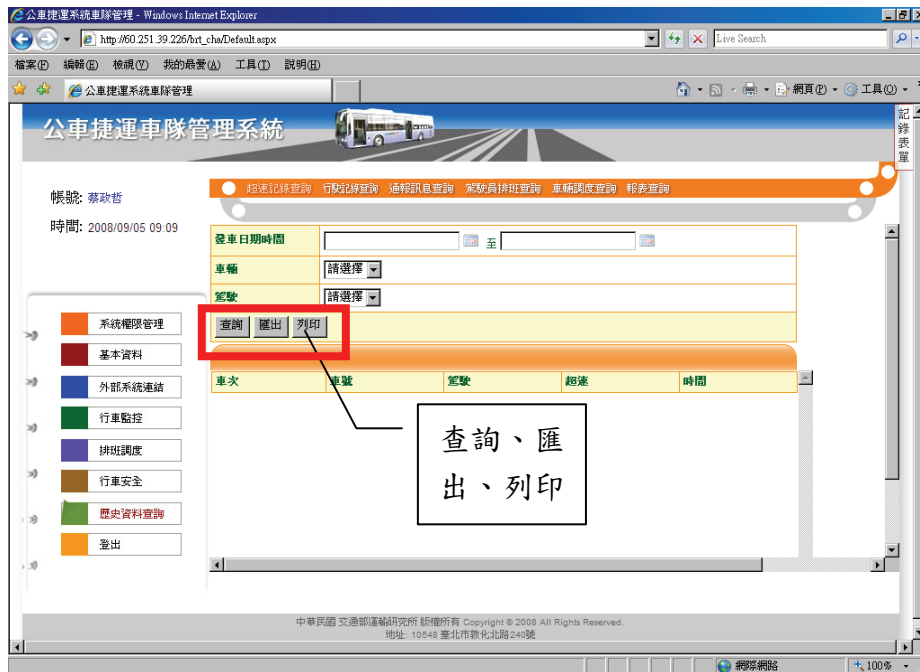 公車捷運系統車隊管理 - Windows Internet Explorer
http://60.251.39.226/brt_cha/Default.aspx
Live Search
檔案(F) 編輯(E) 檢視(V) 我的最愛(A) 工具(T) 說明(H)
公車捷運系統車隊管理
網頁(P)
工具(O)
公車捷運車隊管理系統
記錄表單
帳號: 蔡政哲
時間: 2008/09/05 09:09
超速記錄查詢 行駛記錄查詢 通報訊息查詢 駕駛員排班查詢 車輛調度查詢 報表查詢
發車日期時間 至
車輛 請選擇
駕駛 請選擇
查詢 匯出 列印
車次 車號 駕駛 超速 時間
系統權限管理
基本資料
外部系統連結
行車監控
排班調度
行車安全
歷史資料查詢
登出
查詢、匯
出、列印
中華民國 交通部運輸研究所 版權所有 Copyright © 2008 All Rights Reserved.
地址: 10548 臺北市敦化北路240號
網際網路
100%